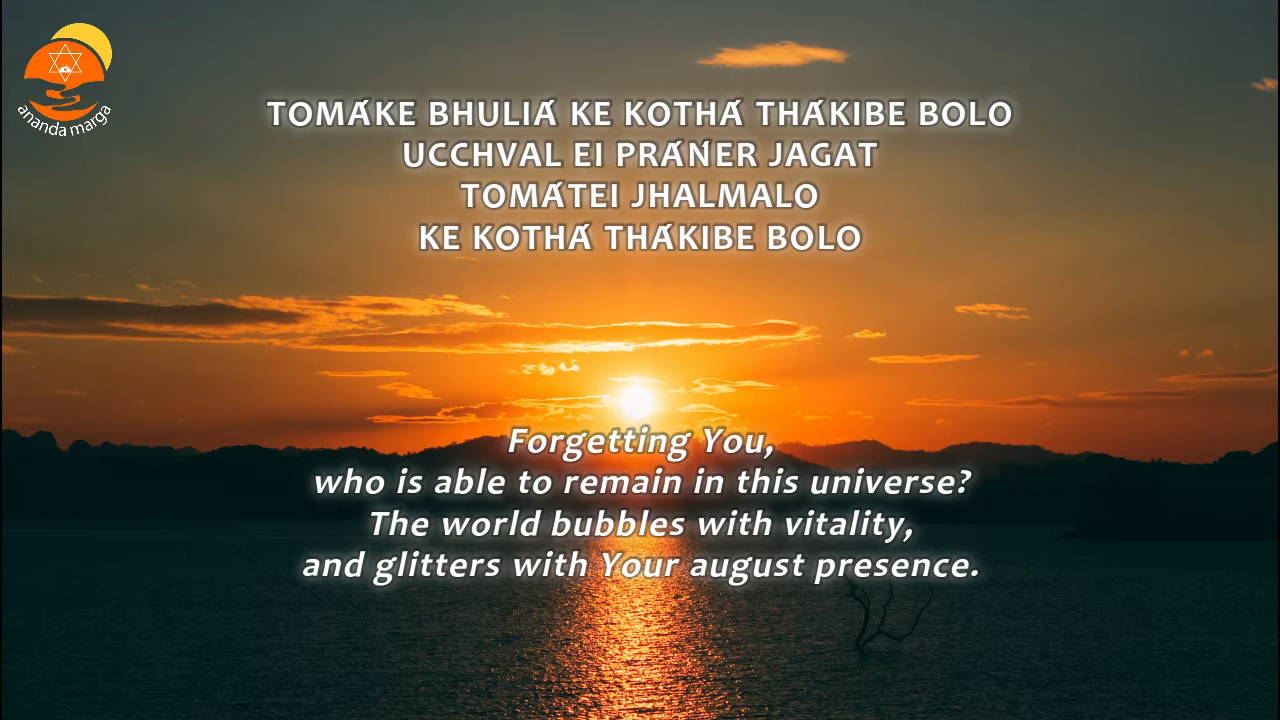 ananda marga
TOMÁKE BHULIÁ KE KOTHÁ THÁKIBE BOLO
UCCHVAL EI PRÁŃER JAGAT
TOMÁTEI JHALMALO
KE KOTHÁ THÁKIBE BOLO
Forgetting You,
who is able to remain in this universe?
The world bubbles with vitality,
and glitters with Your august presence.